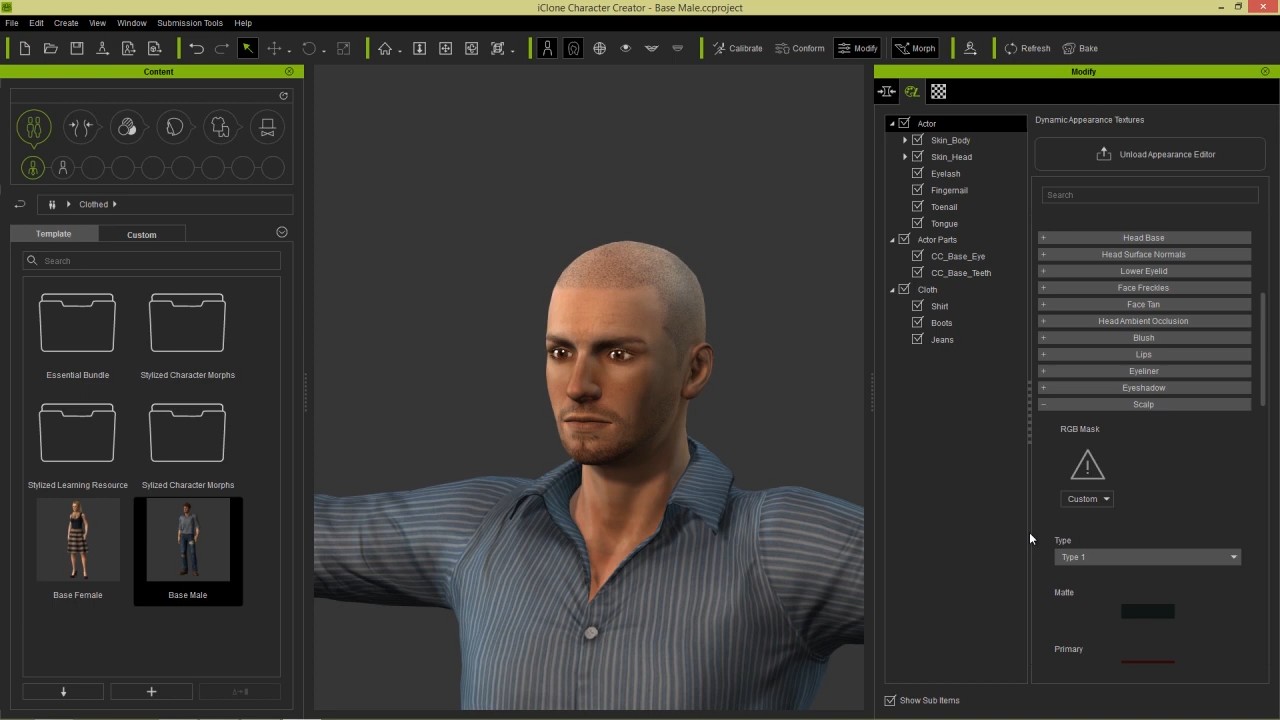 iClone Character Creator - Base Male.ccproject
File Edit Create View Window Submission Tools Help
Calibrate Conform Modify Morph Refresh Bake
Content
Clothed
Template Custom
Search
Essential Bundle Stylized Character Morphs
Stylized Learning Resource Sylized Character Morphs
Base Female Base Male
Modify
Actor
Skin_Body
Skin_Head
Eyelash
Fingernail
Toenail
Tongue
Actor Parts
CC_Base_Eye
CC_Base_Teeth
Cloth
Shirt
Boots
Jeans
Show Sub Items
Dynamic Appearance Textures
Unload Appearance Editor
Search
+ Head Base
+ Head Surface Normals
+ Lower Eyelid
+ Face Freckles
+ Face Tan
+ Head Ambient Occlusion
+ Blush
+ Lips
+ Eyeliner
+ Eyeshadow
– Scalp
RGB Mask
Custom
Type
Type 1
Matte
Primary